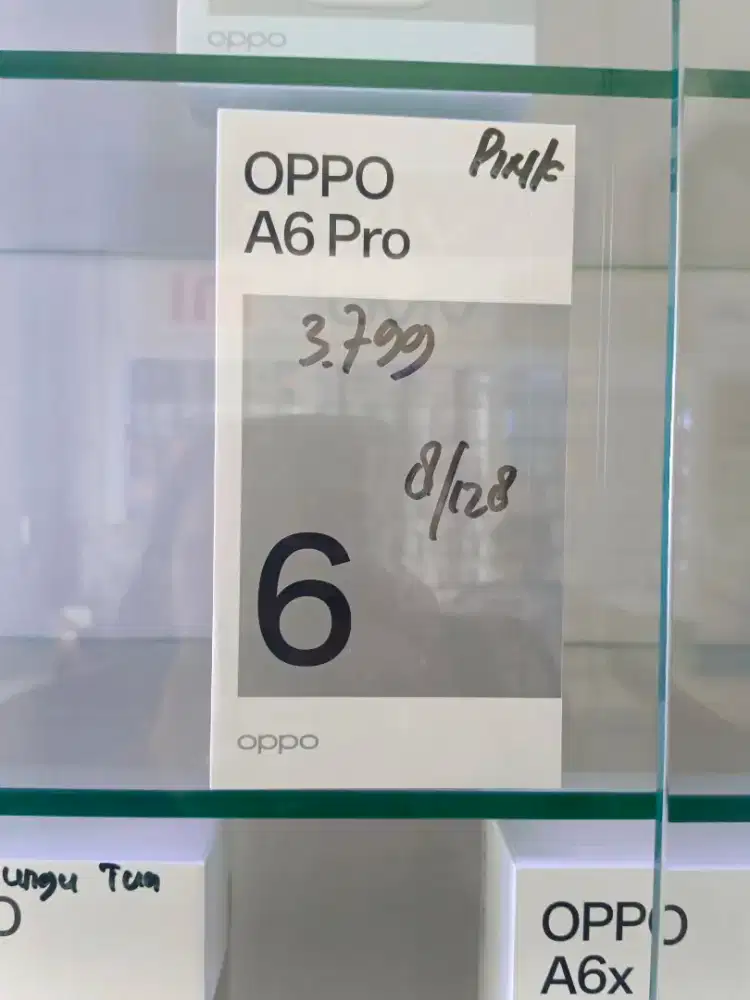 oppo
OPPO
A6 Pro
Pink
3.799
8/128
6
oppo
ungu Tua
OPPO
A6x